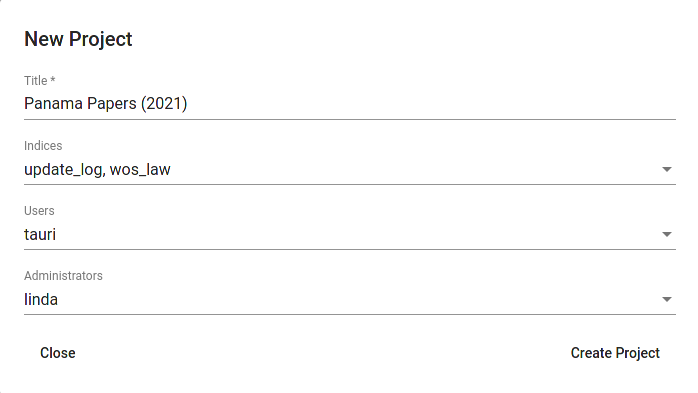 New Project
Title *
Panama Papers (2021)
Indices
update_log, wos_law
Users
tauri
Administrators
linda
Close Create Project